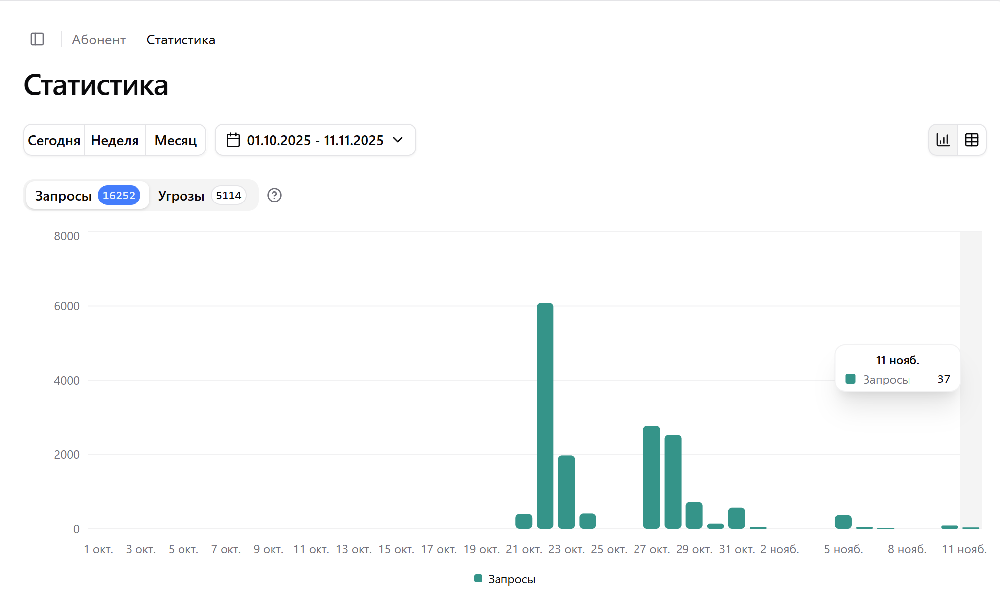 Абонент Статистика
Статистика
Сегодня Неделя Месяц 01.10.2025 - 11.11.2025
Запросы 16252 Угрозы 5114
8000
6000
4000
2000
0
11 нояб.
Запросы 37
1 окт. 3 окт. 5 окт. 7 окт. 9 окт. 11 окт. 13 окт. 15 окт. 17 окт. 19 окт. 21 окт. 23 окт. 25 окт. 27 окт. 29 окт. 31 окт. 2 нояб. 5 нояб. 8 нояб. 11 нояб.
Запросы